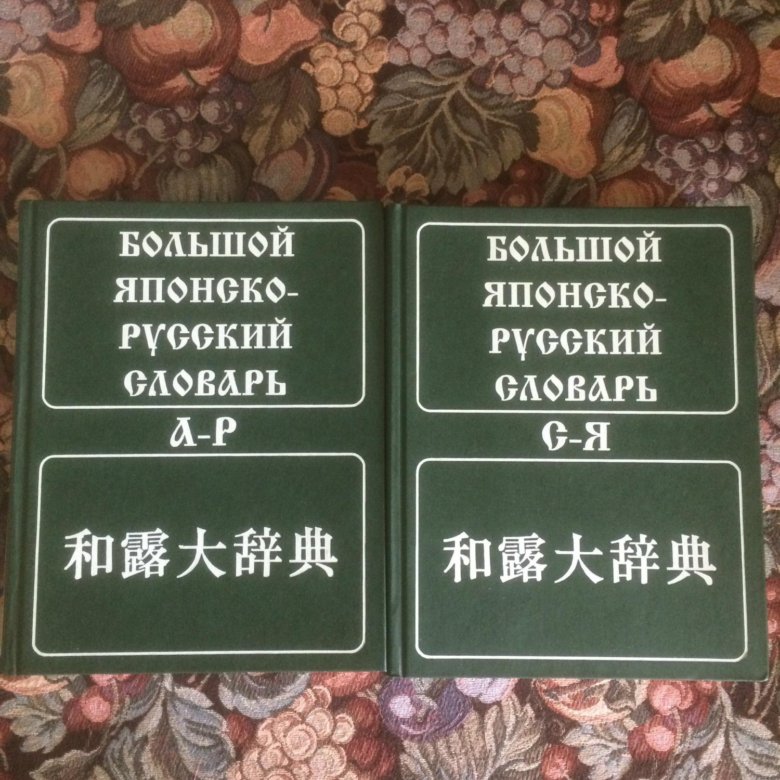 БОЛЬШОЙ
ЯПОНСКО-
РУССКИЙ
СЛОВАРЬ
А-Р
和露大辞典
БОЛЬШОЙ
ЯПОНСКО-
РУССКИЙ
СЛОВАРЬ
С-Я
和露大辞典